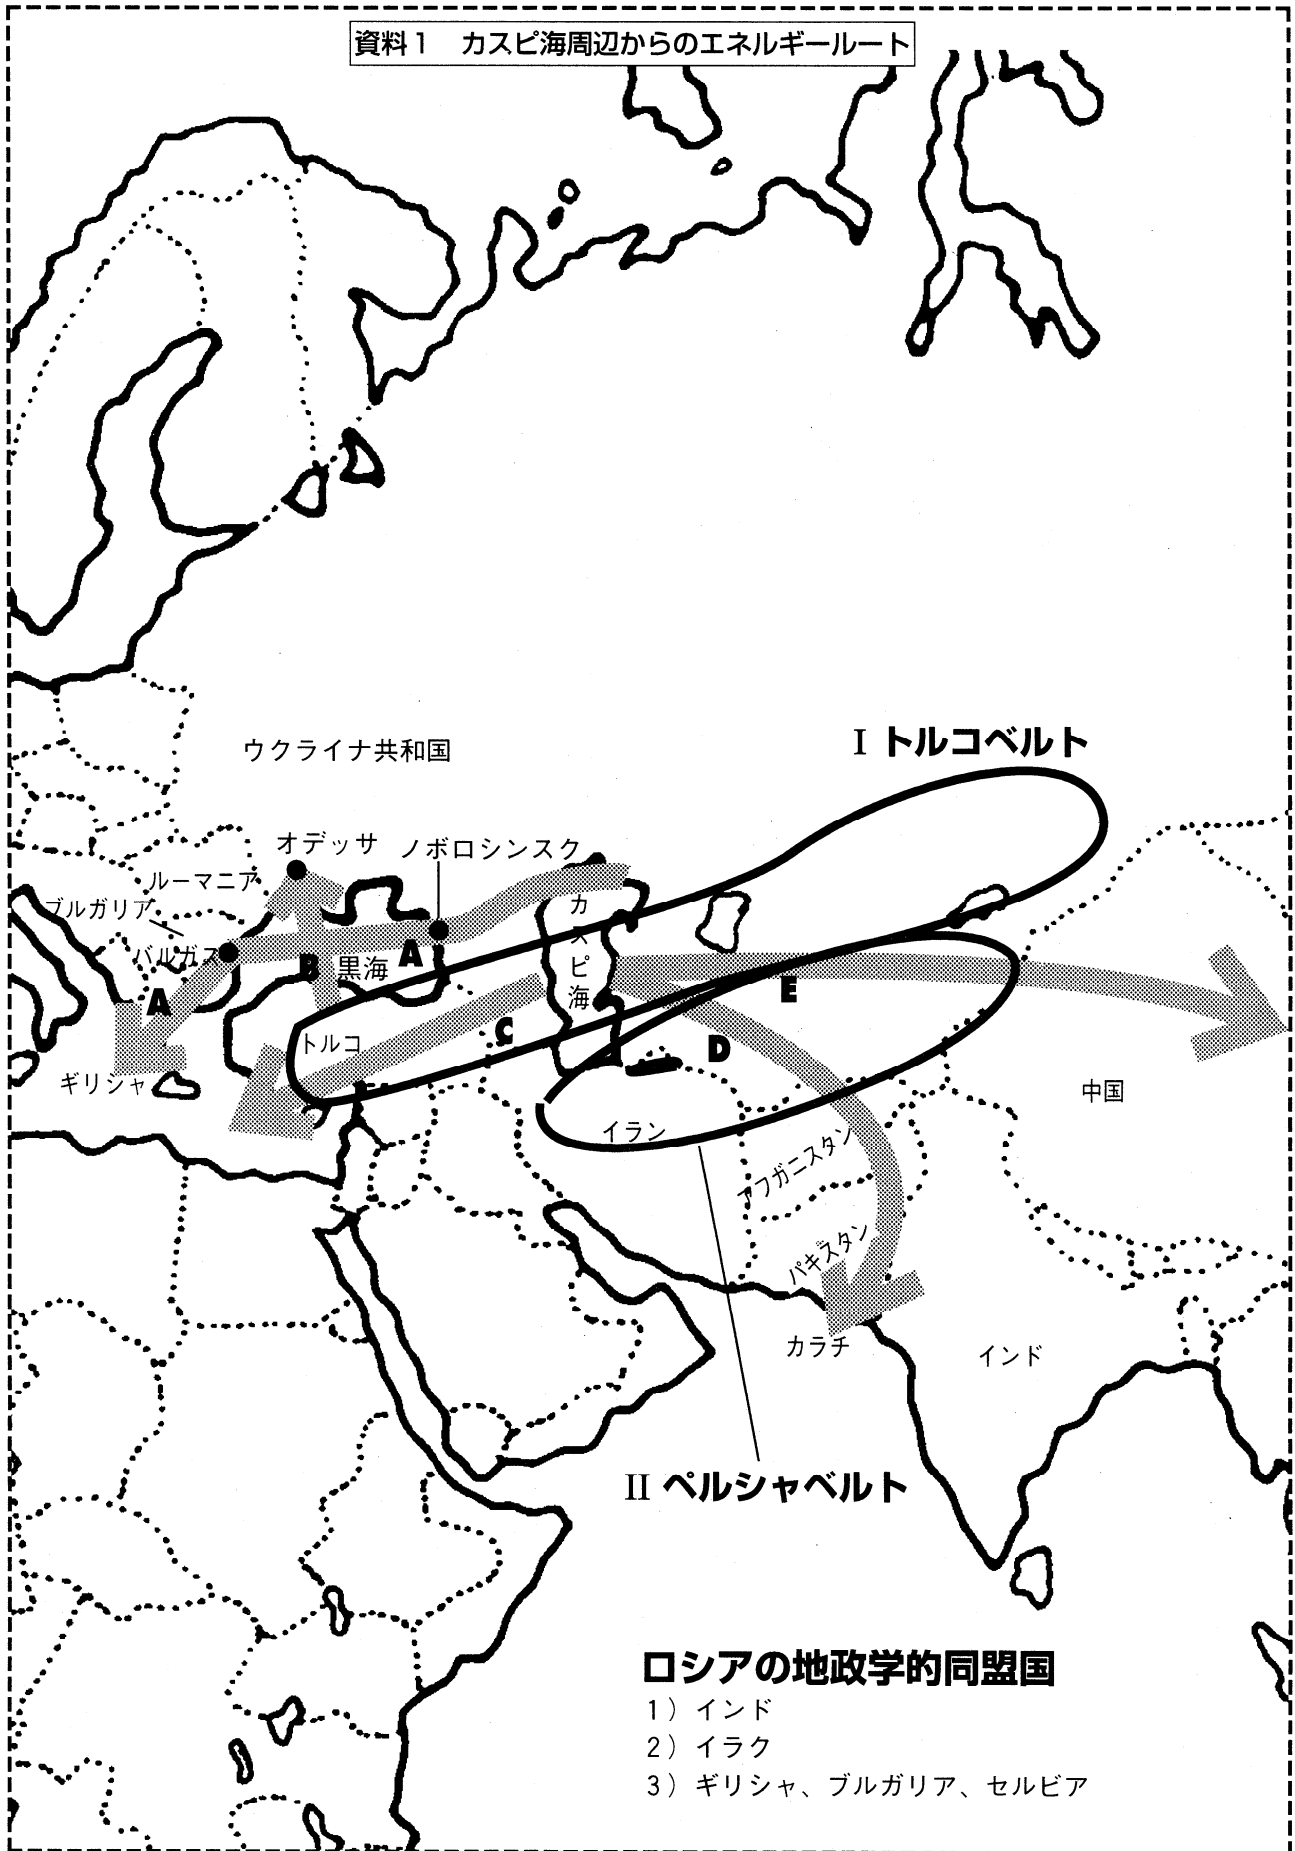 資料1　カスピ海周辺からのエネルギールート
I トルコベルト
ウクライナ共和国
オデッサ
ノボロシンスク
ルーマニア
ブルガリア
バルガス
カスピ海
黒海
A
B
A
C
D
E
トルコ
ギリシャ
イラン
中国
アフガニスタン
パキスタン
カラチ
インド
II ペルシャベルト
ロシアの地政学的同盟国
1）インド
2）イラク
3）ギリシャ、ブルガリア、セルビア